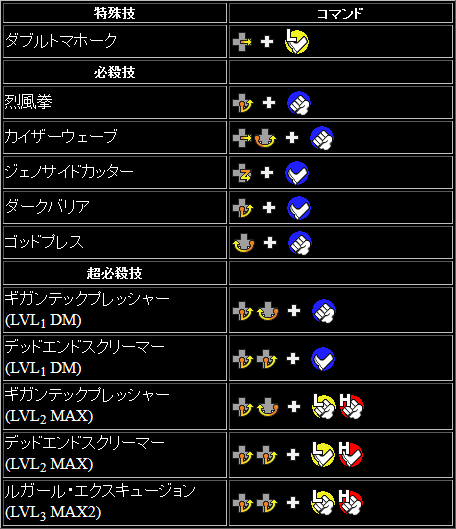 特殊技 コマンド
ダブルトマホーク + L
必殺技
烈風拳 +
カイザーウェーブ +
ジェノサイドカッター +
ダークバリア +
ゴッドプレス +
超必殺技
ギガンテックプレッシャー
(LVL1 DM) +
デッドエンドスクリーマー
(LVL1 DM) +
ギガンテックプレッシャー
(LVL2 MAX) + L H
デッドエンドスクリーマー
(LVL2 MAX) + L H
ルガール・エクスキュージョン
(LVL3 MAX2) + L H